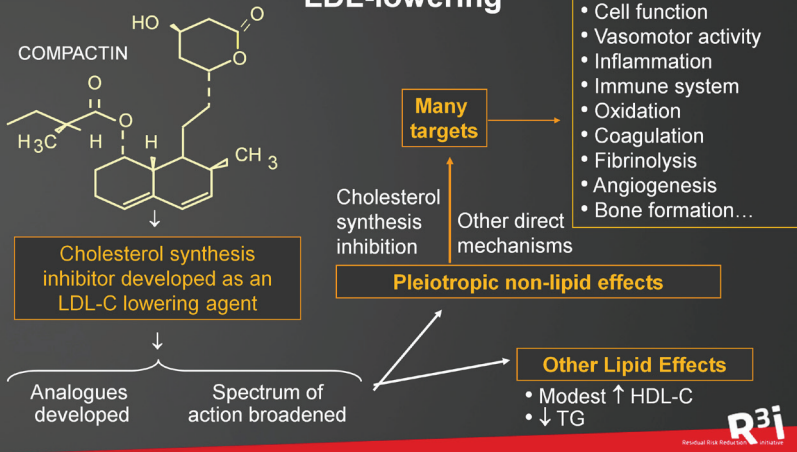 LDL-lowering
COMPACTIN
HO
O
O
O
O
H3C
H
H
CH 3
Cholesterol synthesis
inhibitor developed as an
LDL-C lowering agent
Analogues
developed
Spectrum of
action broadened
Many
targets
Cholesterol
synthesis
inhibition
Other direct
mechanisms
Pleiotropic non-lipid effects
Other Lipid Effects
• Modest ↑ HDL-C
• ↓ TG
• Cell function
• Vasomotor activity
• Inflammation
• Immune system
• Oxidation
• Coagulation
• Fibrinolysis
• Angiogenesis
• Bone formation…
R3i
Residual Risk Reduction initiative